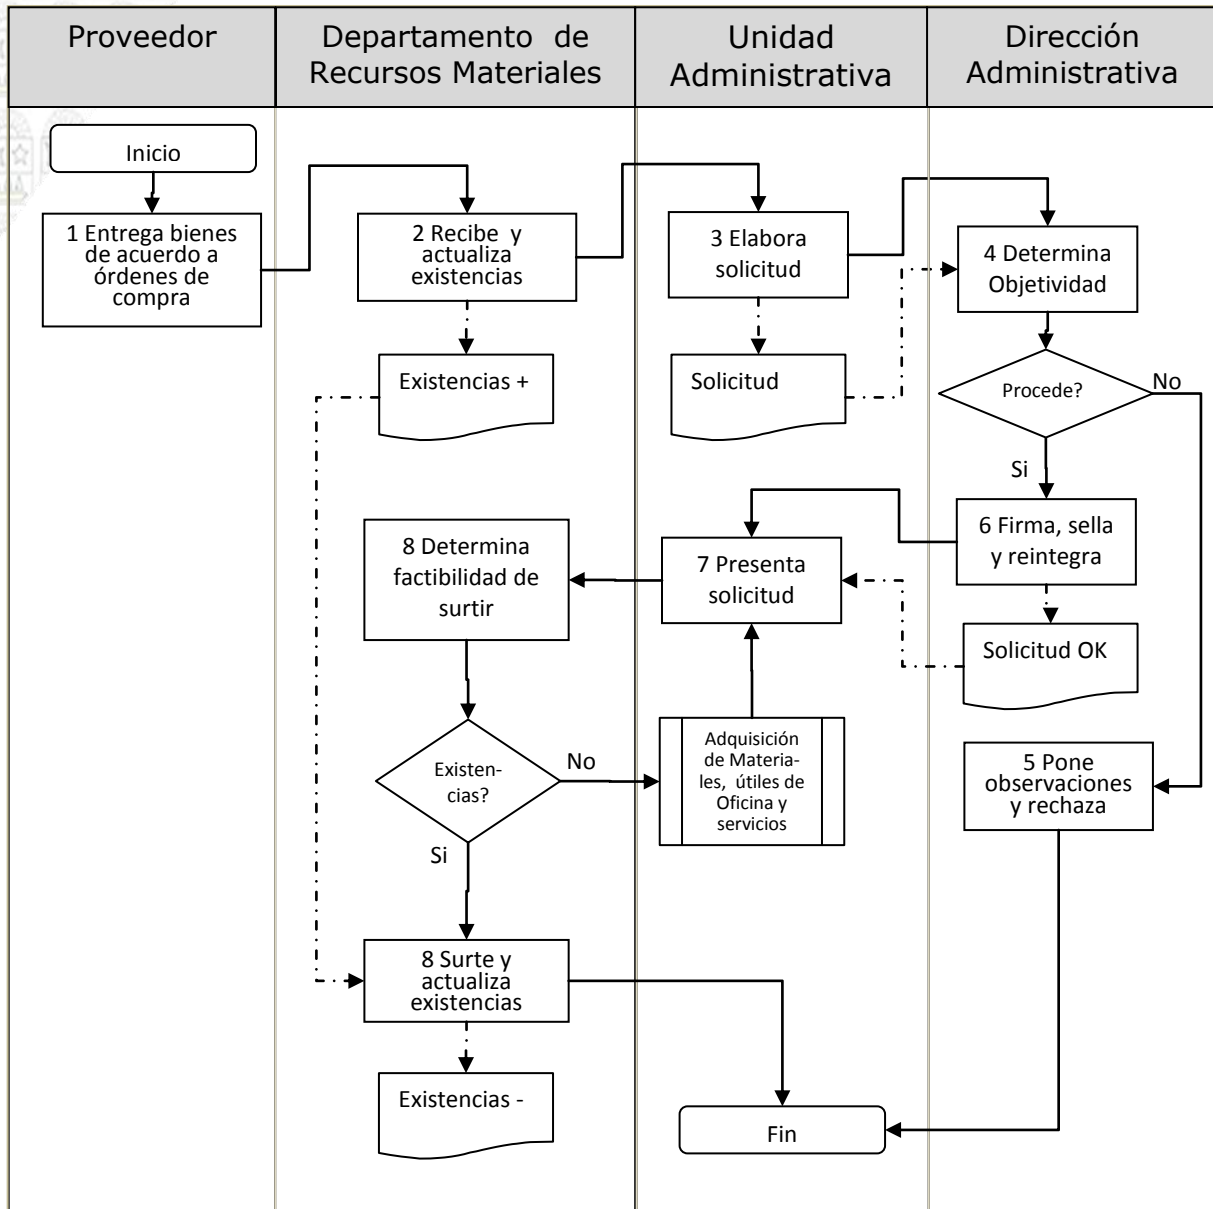 Proveedor
Departamento de
Recursos Materiales
Unidad
Administrativa
Dirección
Administrativa
Inicio
1 Entrega bienes
de acuerdo a
órdenes de
compra
2 Recibe y
actualiza
existencias
3 Elabora
solicitud
4 Determina
Objetividad
Existencias +
Solicitud
Procede?
No
Si
6 Firma, sella
y reintegra
7 Presenta
solicitud
8 Determina
factibilidad de
surtir
Solicitud OK
Existen-
cias?
No
Si
Adquisición
de Materia-
les, útiles de
Oficina y
servicios
5 Pone
observaciones
y rechaza
8 Surte y
actualiza
existencias
Existencias -
Fin